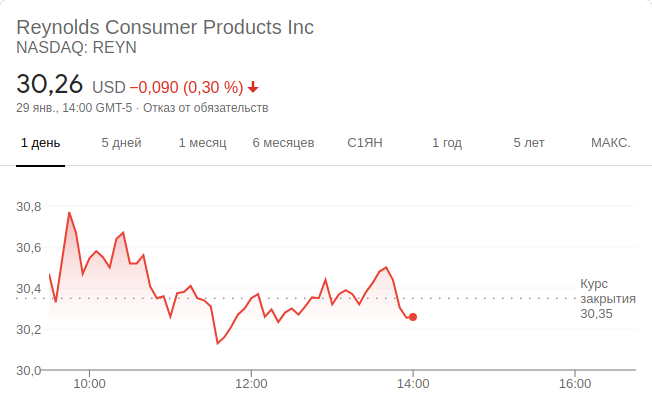 Reynolds Consumer Products Inc
NASDAQ: REYN
30,26 USD −0,090 (0,30 %)
29 янв., 14:00 GMT-5 · Отказ от обязательств
1 день 5 дней 1 месяц 6 месяцев С1ЯН 1 год 5 лет МАКС.
30,8
30,6
30,4
30,2
30,0
Курс
закрытия
30,35
10:00 12:00 14:00 16:00